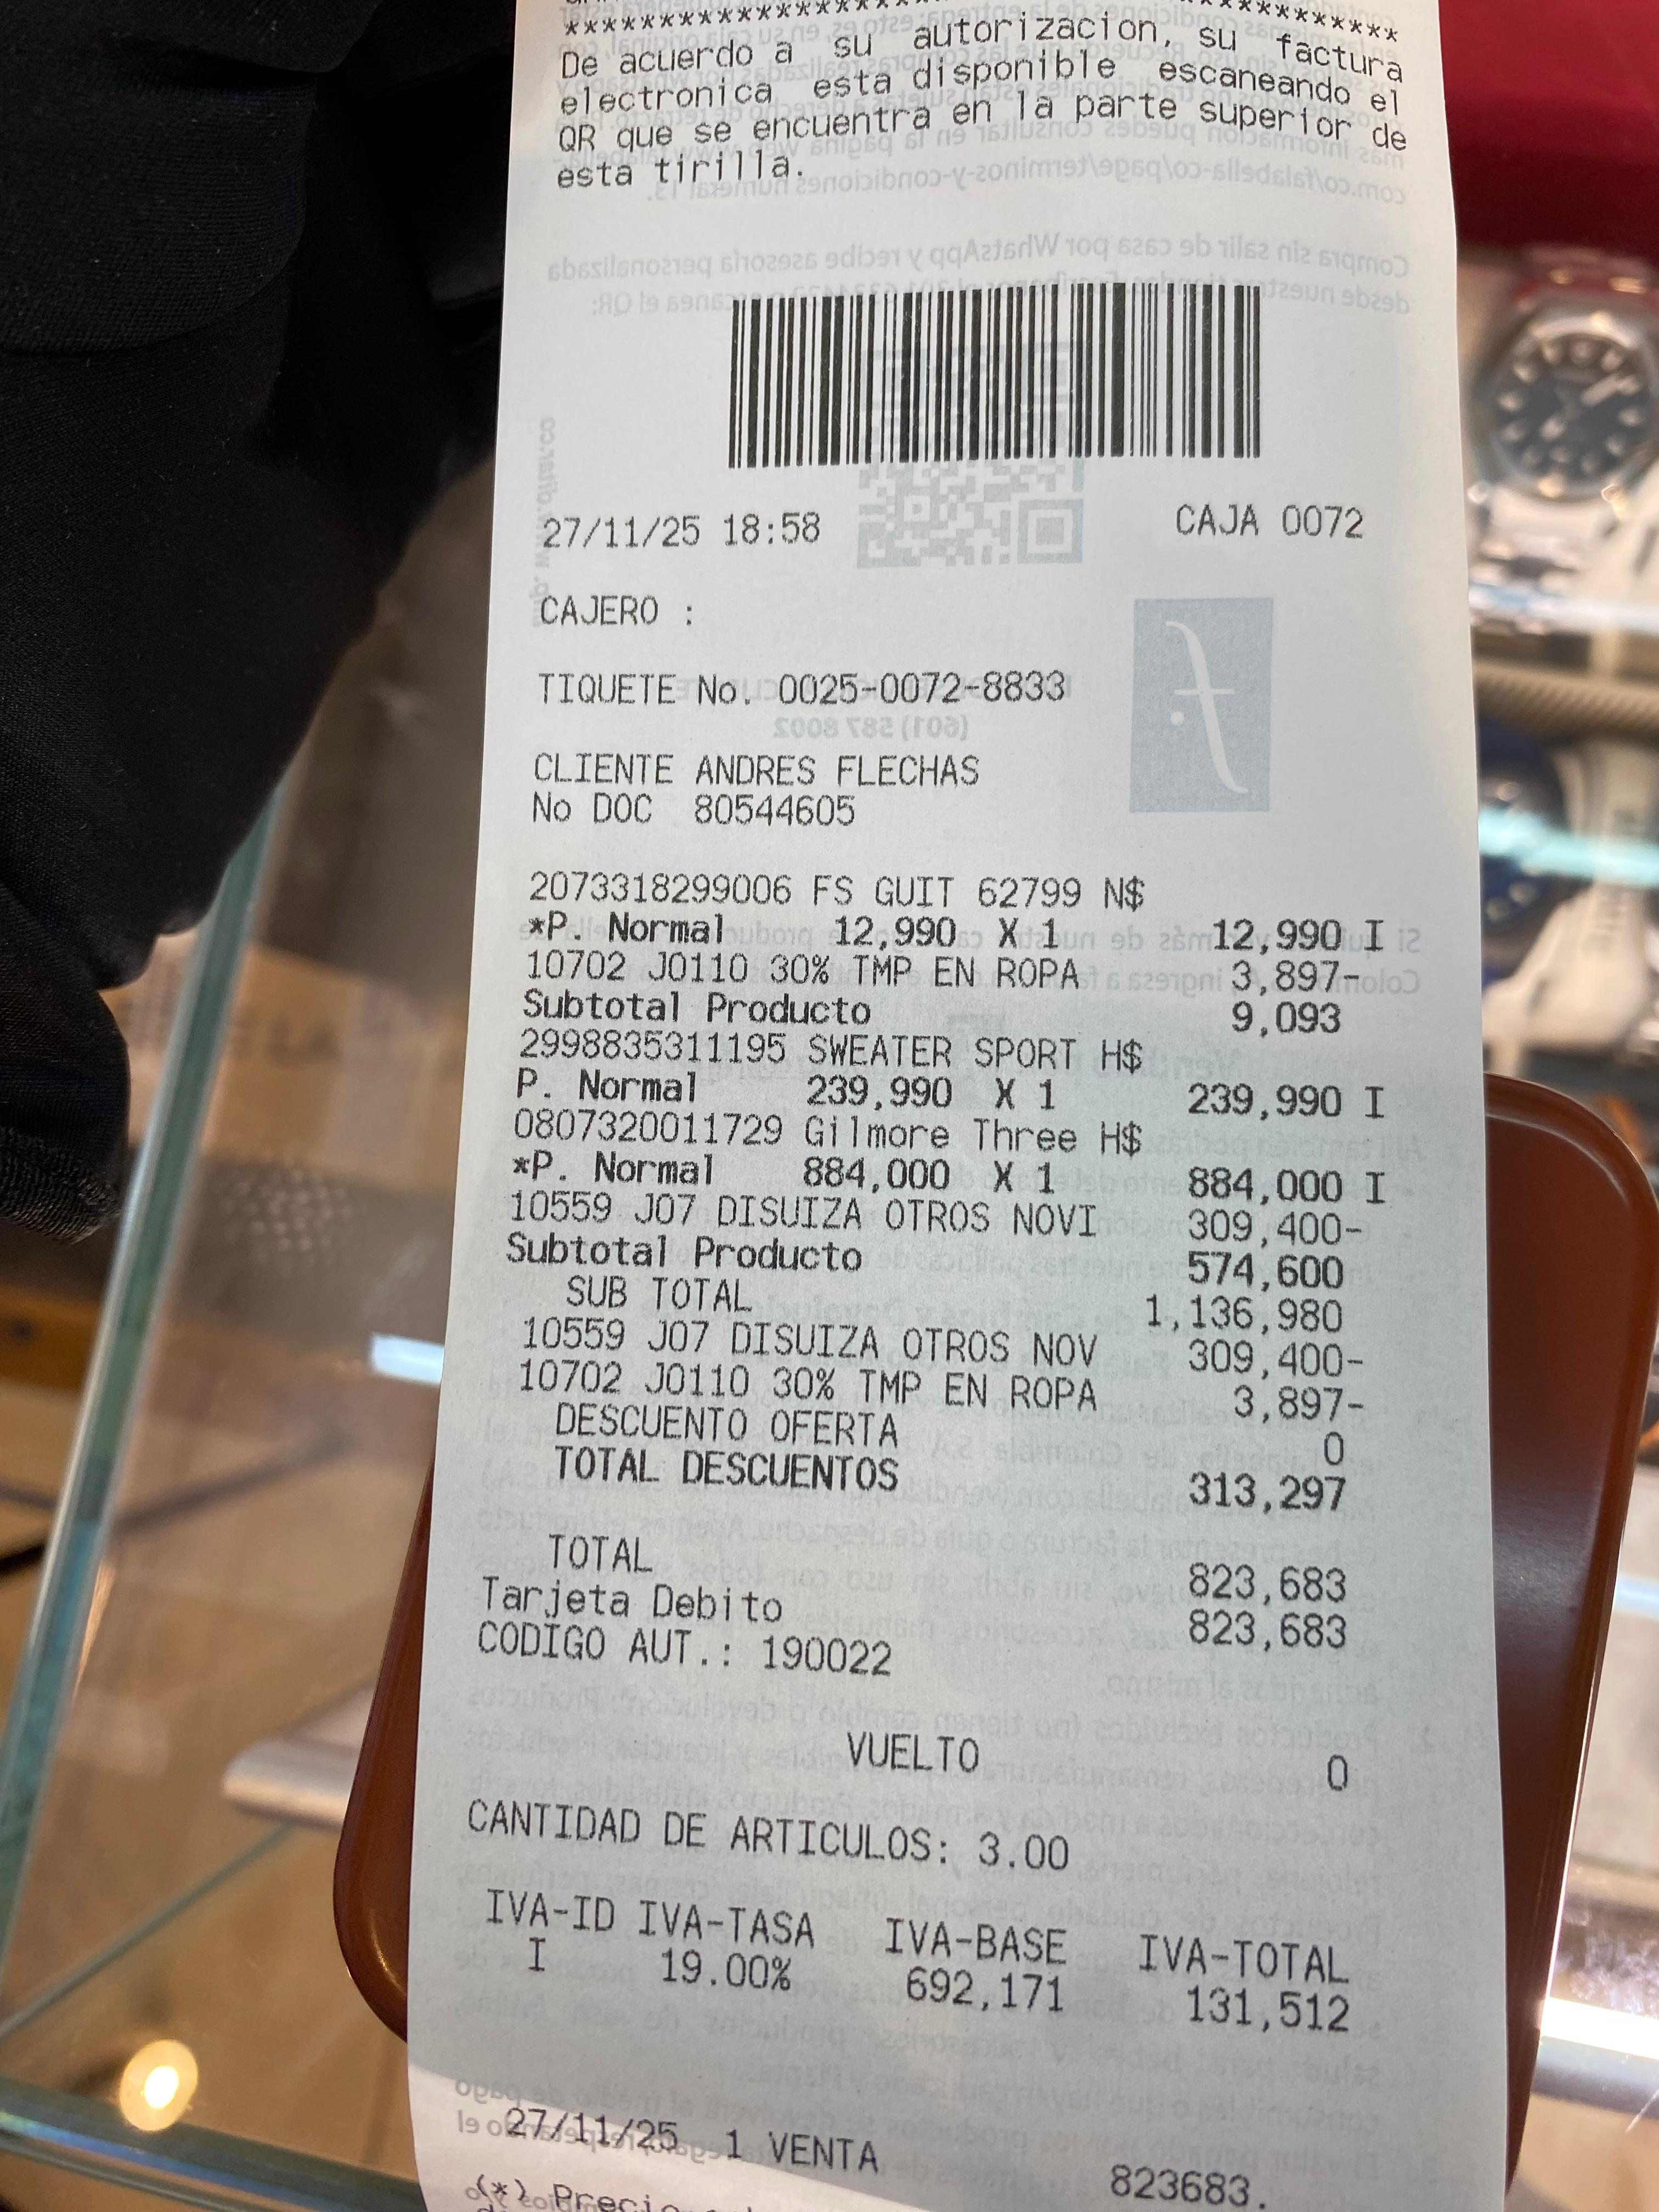 ****************************************
De acuerdo a su autorizacion, su factura
electronica esta disponible escaneando el
QR que se encuentra en la parte superior de
esta tirilla.
27/11/25 18:58 CAJA 0072
CAJERO :
TIQUETE No. 0025-0072-8833
CLIENTE ANDRES FLECHAS
No DOC 80544605
2073318299006 FS GUIT 62799 N$
*P. Normal 12,990 X 1 12,990 I
10702 J0110 30% TMP EN ROPA 3,897-
Subtotal Producto 9,093
2998835311195 SWEATER SPORT H$
P. Normal 239,990 X 1 239,990 I
0807320011729 Gilmore Three H$
*P. Normal 884,000 X 1 884,000 I
10559 J07 DISUIZA OTROS NOVI 309,400-
Subtotal Producto 574,600
SUB TOTAL 1,136,980
10559 J07 DISUIZA OTROS NOV 309,400-
10702 J0110 30% TMP EN ROPA 3,897-
DESCUENTO OFERTA 0
TOTAL DESCUENTOS 313,297
TOTAL 823,683
Tarjeta Debito 823,683
CODIGO AUT.: 190022
VUELTO 0
CANTIDAD DE ARTICULOS: 3.00
IVA-ID IVA-TASA IVA-BASE IVA-TOTAL
I 19.00% 692,171 131,512
27/11/25 1 VENTA 823683.